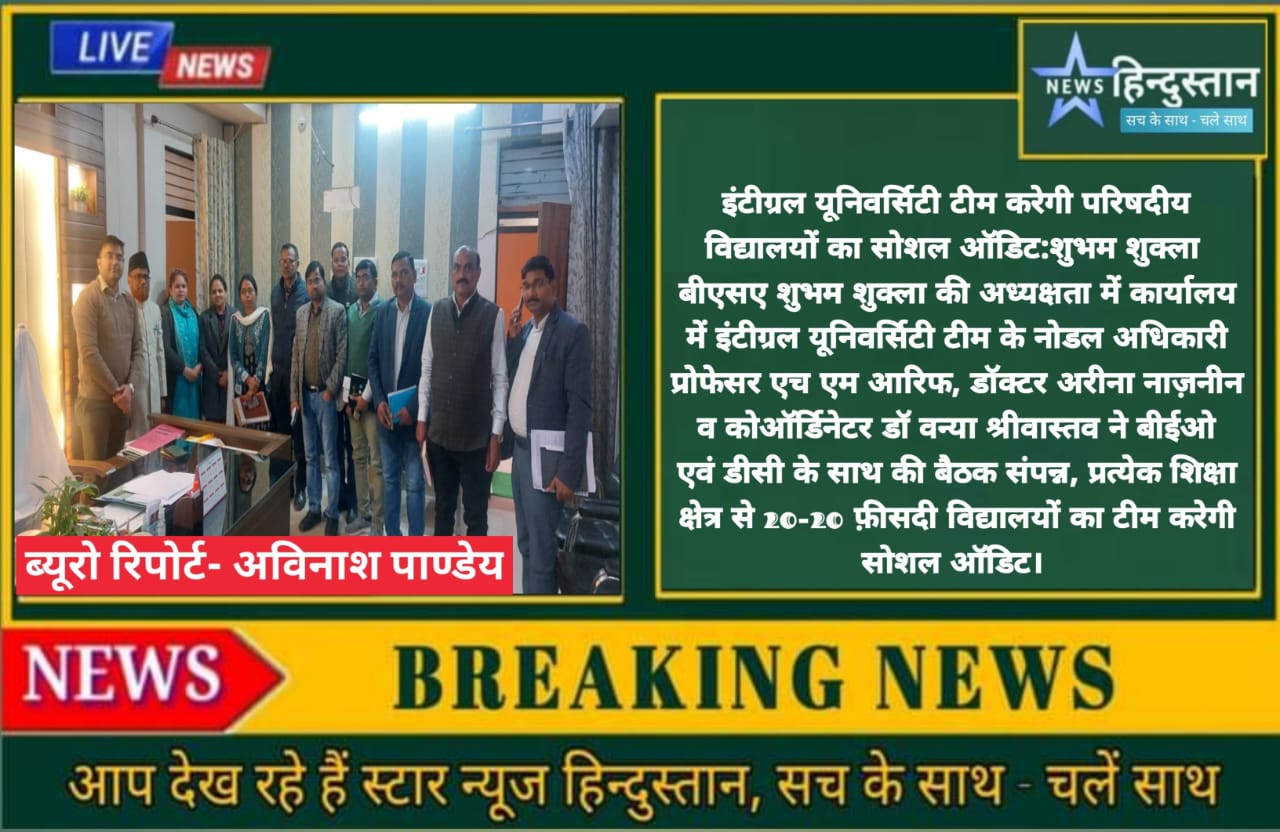 LIVE
NEWS
NEWS हिन्दुस्तान
सच के साथ - चले साथ
इंटीग्रल यूनिवर्सिटी टीम करेगी परिषदीय
विद्यालयों का सोशल ऑडिट:शुभम शुक्ला
बीएसए शुभम शुक्ला की अध्यक्षता में कार्यालय
में इंटीग्रल यूनिवर्सिटी टीम के नोडल अधिकारी
प्रोफेसर एच एम आरिफ, डॉक्टर अरीना नाज़नीन
व कोऑर्डिनेटर डॉ वन्या श्रीवास्तव ने बीईओ
एवं डीसी के साथ की बैठक संपन्न, प्रत्येक शिक्षा
क्षेत्र से 20-20 फ़ीसदी विद्यालयों का टीम करेगी
सोशल ऑडिट।
ब्यूरो रिपोर्ट- अविनाश पाण्डेय
NEWS
BREAKING NEWS
आप देख रहे हैं स्टार न्यूज हिन्दुस्तान, सच के साथ - चलें साथ